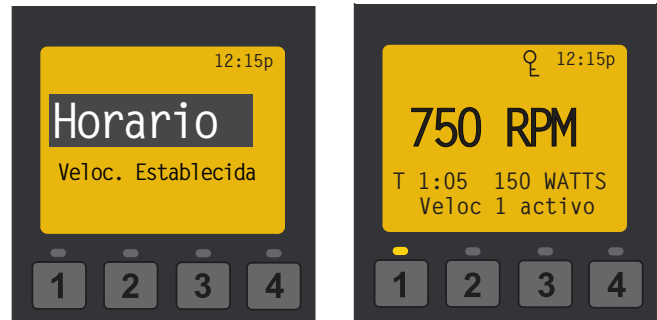 12:15p
Horario
Veloc. Establecida
1 2 3 4
12:15p
750 RPM
T 1:05 150 WATTS
Veloc 1 activo
1 2 3 4